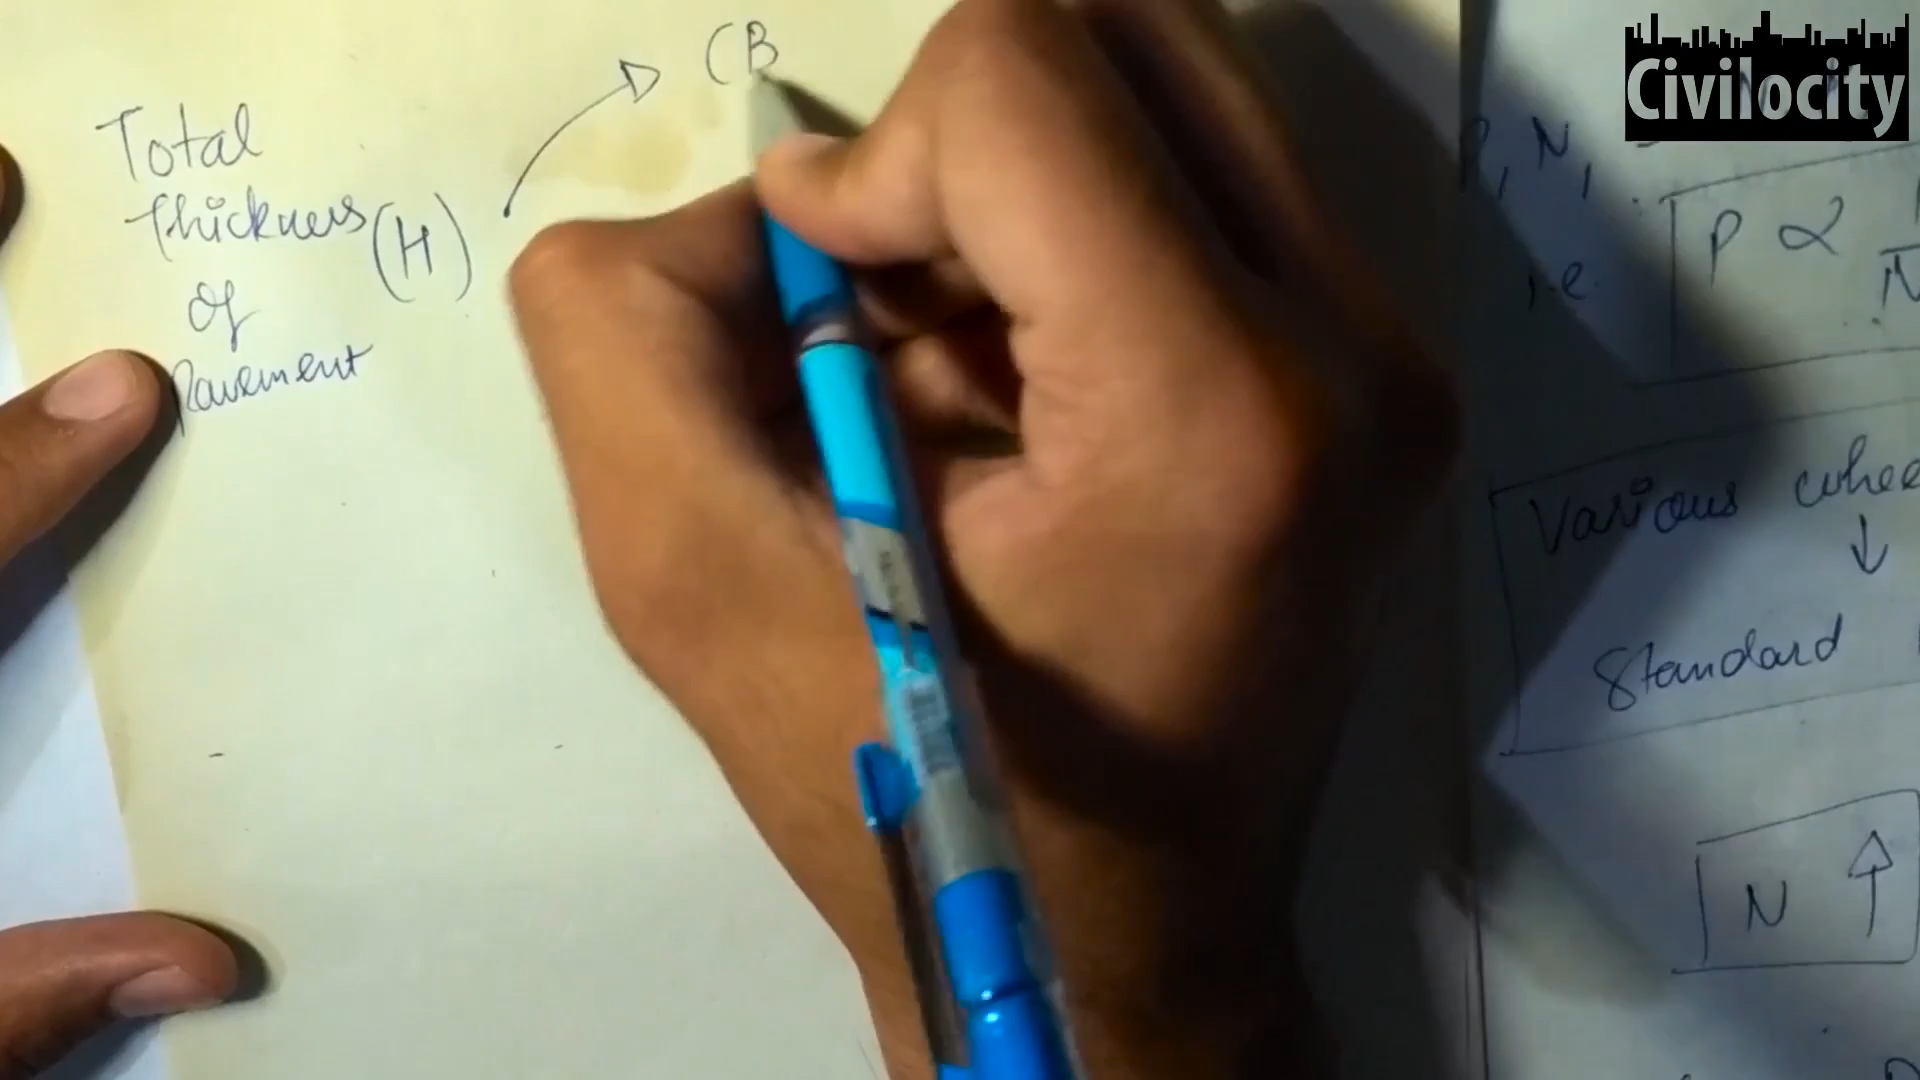 CB
Total
thickness (H)
of
Pavement
Civilocity
P, N,
i.e. P ∝
N
Various whee
↓
Standard
N ↑